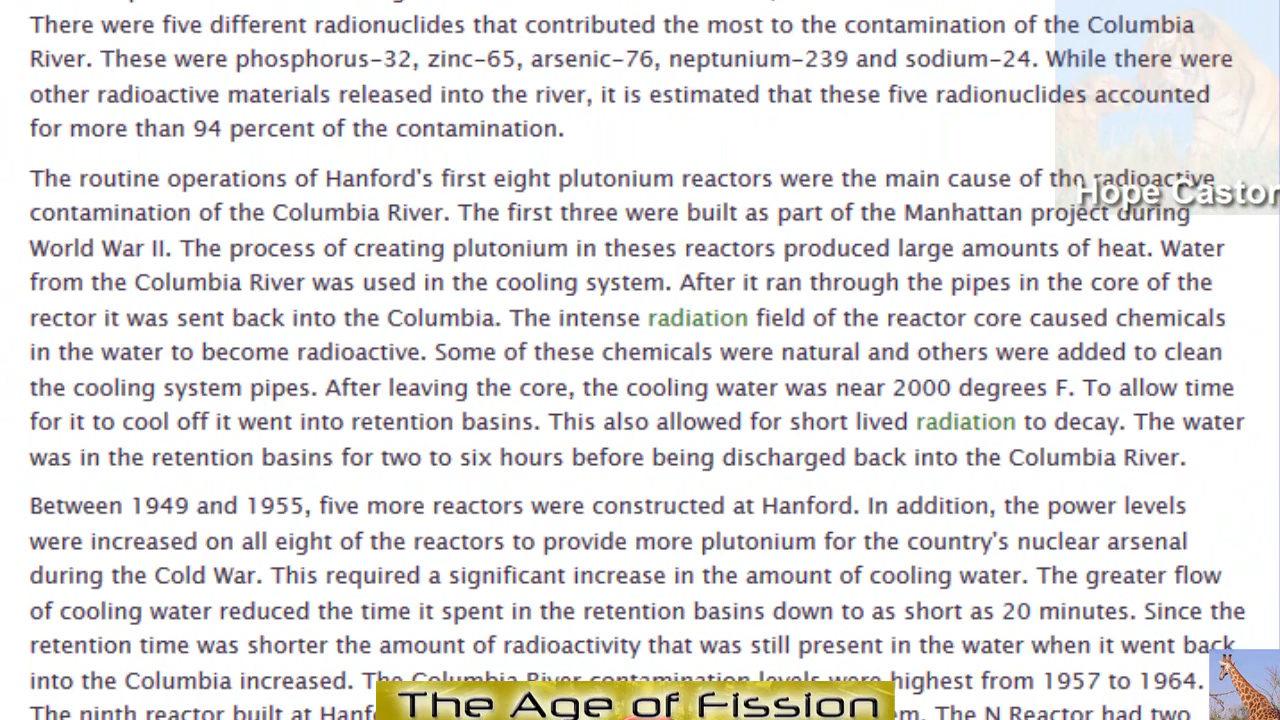 There were five different radionuclides that contributed the most to the contamination of the Columbia
River. These were phosphorus-32, zinc-65, arsenic-76, neptunium-239 and sodium-24. While there were
other radioactive materials released into the river, it is estimated that these five radionuclides accounted
for more than 94 percent of the contamination.
The routine operations of Hanford's first eight plutonium reactors were the main cause of the radioactive
Hope Castor
contamination of the Columbia River. The first three were built as part of the Manhattan project during
World War II. The process of creating plutonium in theses reactors produced large amounts of heat. Water
from the Columbia River was used in the cooling system. After it ran through the pipes in the core of the
rector it was sent back into the Columbia. The intense radiation field of the reactor core caused chemicals
in the water to become radioactive. Some of these chemicals were natural and others were added to clean
the cooling system pipes. After leaving the core, the cooling water was near 2000 degrees F. To allow time
for it to cool off it went into retention basins. This also allowed for short lived radiation to decay. The water
was in the retention basins for two to six hours before being discharged back into the Columbia River.
Between 1949 and 1955, five more reactors were constructed at Hanford. In addition, the power levels
were increased on all eight of the reactors to provide more plutonium for the country's nuclear arsenal
during the Cold War. This required a significant increase in the amount of cooling water. The greater flow
of cooling water reduced the time it spent in the retention basins down to as short as 20 minutes. Since the
retention time was shorter the amount of radioactivity that was still present in the water when it went back
into the Columbia increased. The Columbia River contamination levels were highest from 1957 to 1964.
The Age of Fission
The ninth reactor built at The N Reactor had two